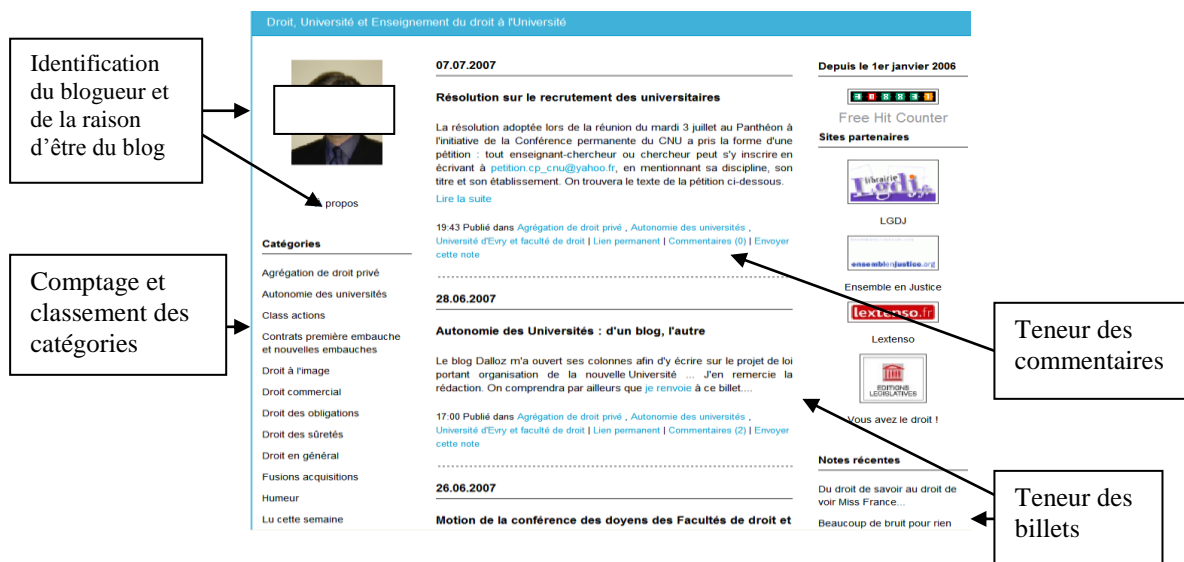 Droit, Université et Enseignement du droit à l'Université
Identification
du blogueur et
de la raison
d'être du blog
propos
Catégories
Agrégation de droit privé
Autonomie des universités
Class actions
Contrats première embauche
et nouvelles embauches
Droit à l'image
Droit commercial
Droit des obligations
Droit des sûretés
Droit en général
Fusions acquisitions
Humeur
Lu cette semaine
Comptage et
classement des
catégories
07.07.2007
Résolution sur le recrutement des universitaires
La résolution adoptée lors de la réunion du mardi 3 juillet au Panthéon à
l'initiative de la Conférence permanente du CNU a pris la forme d'une
pétition : tout enseignant-chercheur ou chercheur peut s'y inscrire en
écrivant à petition.cp_cnu@yahoo.fr, en mentionnant sa discipline, son
titre et son établissement. On trouvera le texte de la pétition ci-dessous.
Lire la suite
19:43 Publié dans Agrégation de droit privé , Autonomie des universités ,
Université d'Evry et faculté de droit | Lien permanent | Commentaires (0) | Envoyer
cette note
28.06.2007
Autonomie des Universités : d'un blog, l'autre
Le blog Dalloz m'a ouvert ses colonnes afin d'y écrire sur le projet de loi
portant organisation de la nouvelle Université ... J'en remercie la
rédaction. On comprendra par ailleurs que je renvoie à ce billet....
17:00 Publié dans Agrégation de droit privé , Autonomie des universités ,
Université d'Evry et faculté de droit | Lien permanent | Commentaires (2) | Envoyer
cette note
26.06.2007
Motion de la conférence des doyens des Facultés de droit et
Depuis le 1er janvier 2006
Free Hit Counter
Sites partenaires
librairie
Lgdj.fr
LGDJ
ensemblenjustice.org
Ensemble en Justice
lextenso.fr
Lextenso
EDITIONS
LEGISLATIVES
Vous avez le droit !
Notes récentes
Du droit de savoir au droit de
voir Miss France...
Beaucoup de bruit pour rien
Teneur des
commentaires
Teneur des
billets